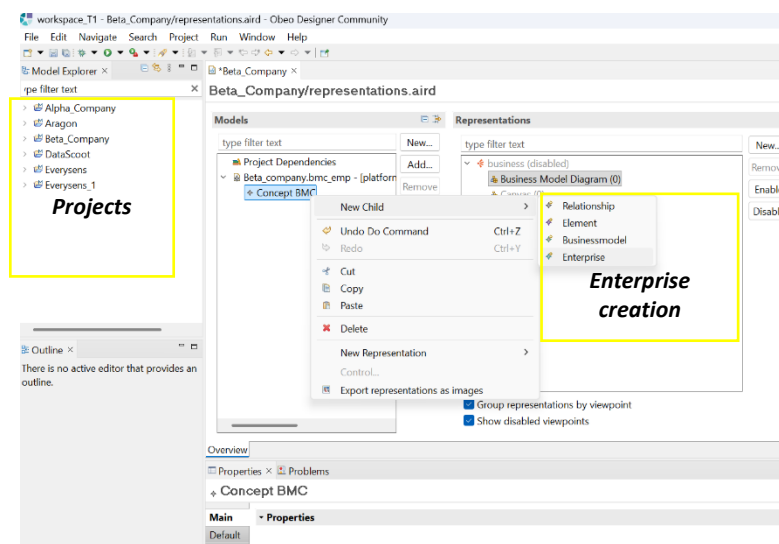 workspace_T1 - Beta_Company/representations.aird - Obeo Designer Community
File Edit Navigate Search Project Run Window Help
Model Explorer ×
*Beta_Company ×
type filter text
Beta_Company/representations.aird
Alpha_Company
Aragon
Beta_Company
DataScoot
Everysens
Everysens_1
Projects
Models
type filter text
New...
Add...
Remove
Project Dependencies
Beta_company.bmc_emp - [platform
Concept BMC
Representations
type filter text
New...
Remov
Enabl
Disabl
business (disabled)
Business Model Diagram (0)
Canvas (0)
New Child
Undo Do Command Ctrl+Z
Redo Ctrl+Y
Cut
Copy
Paste
Delete
New Representation
Control...
Export representations as images
Relationship
Element
Businessmodel
Enterprise
Enterprise
creation
Group representations by viewpoint
Show disabled viewpoints
Outline ×
There is no active editor that provides an
outline.
Overview
Properties × Problems
Concept BMC
Main Properties
Default